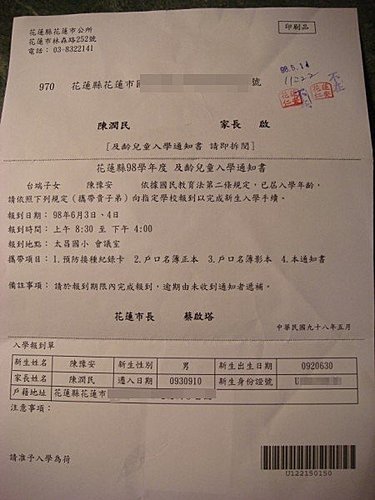 花蓮縣花蓮市公所
花蓮市林森路252號
電話： 03-8322141
印刷品
98.5.14
970 花蓮縣花蓮市 號
陳潤民 家長 啟
[及齡兒童入學通知書 請即拆閱]
花蓮縣98學年度 及齡兒童入學通知書
台端子女 陳豫安 依據國民教育法第二條規定，已屆入學年齡，
請依照下列規定（攜帶貴子弟）向指定學校報到以完成新生入學手續。
報到日期： 98年6月3、4日
報到時間： 上午 8:30 至 下午 4:00
報到地點： 太昌國小 會議室
攜帶項目： 1.預防接種紀錄卡 2.戶口名簿正本 3.戶口名簿影本 4.本通知書
備註事項： 請於報到期限內完成報到，逾期由未收到通知者遞補。
花蓮市長 蔡啟塔
中華民國九十八年五月
入學報到單
新生姓名 陳豫安 新生性別 男 新生出生日期 0920630
家長姓名 陳潤民 遷入日期 0930910 新生身份證號 U
戶籍地址 花蓮縣花蓮市
注意事項：
請准予入學為荷
U122150150